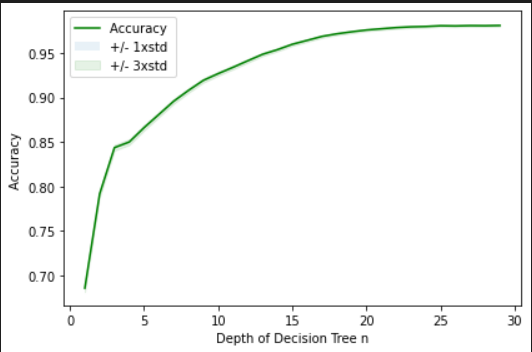 Accuracy
+/- 1xstd
+/- 3xstd
0.95
0.90
0.85
0.80
0.75
0.70
Accuracy
0 5 10 15 20 25 30
Depth of Decision Tree n